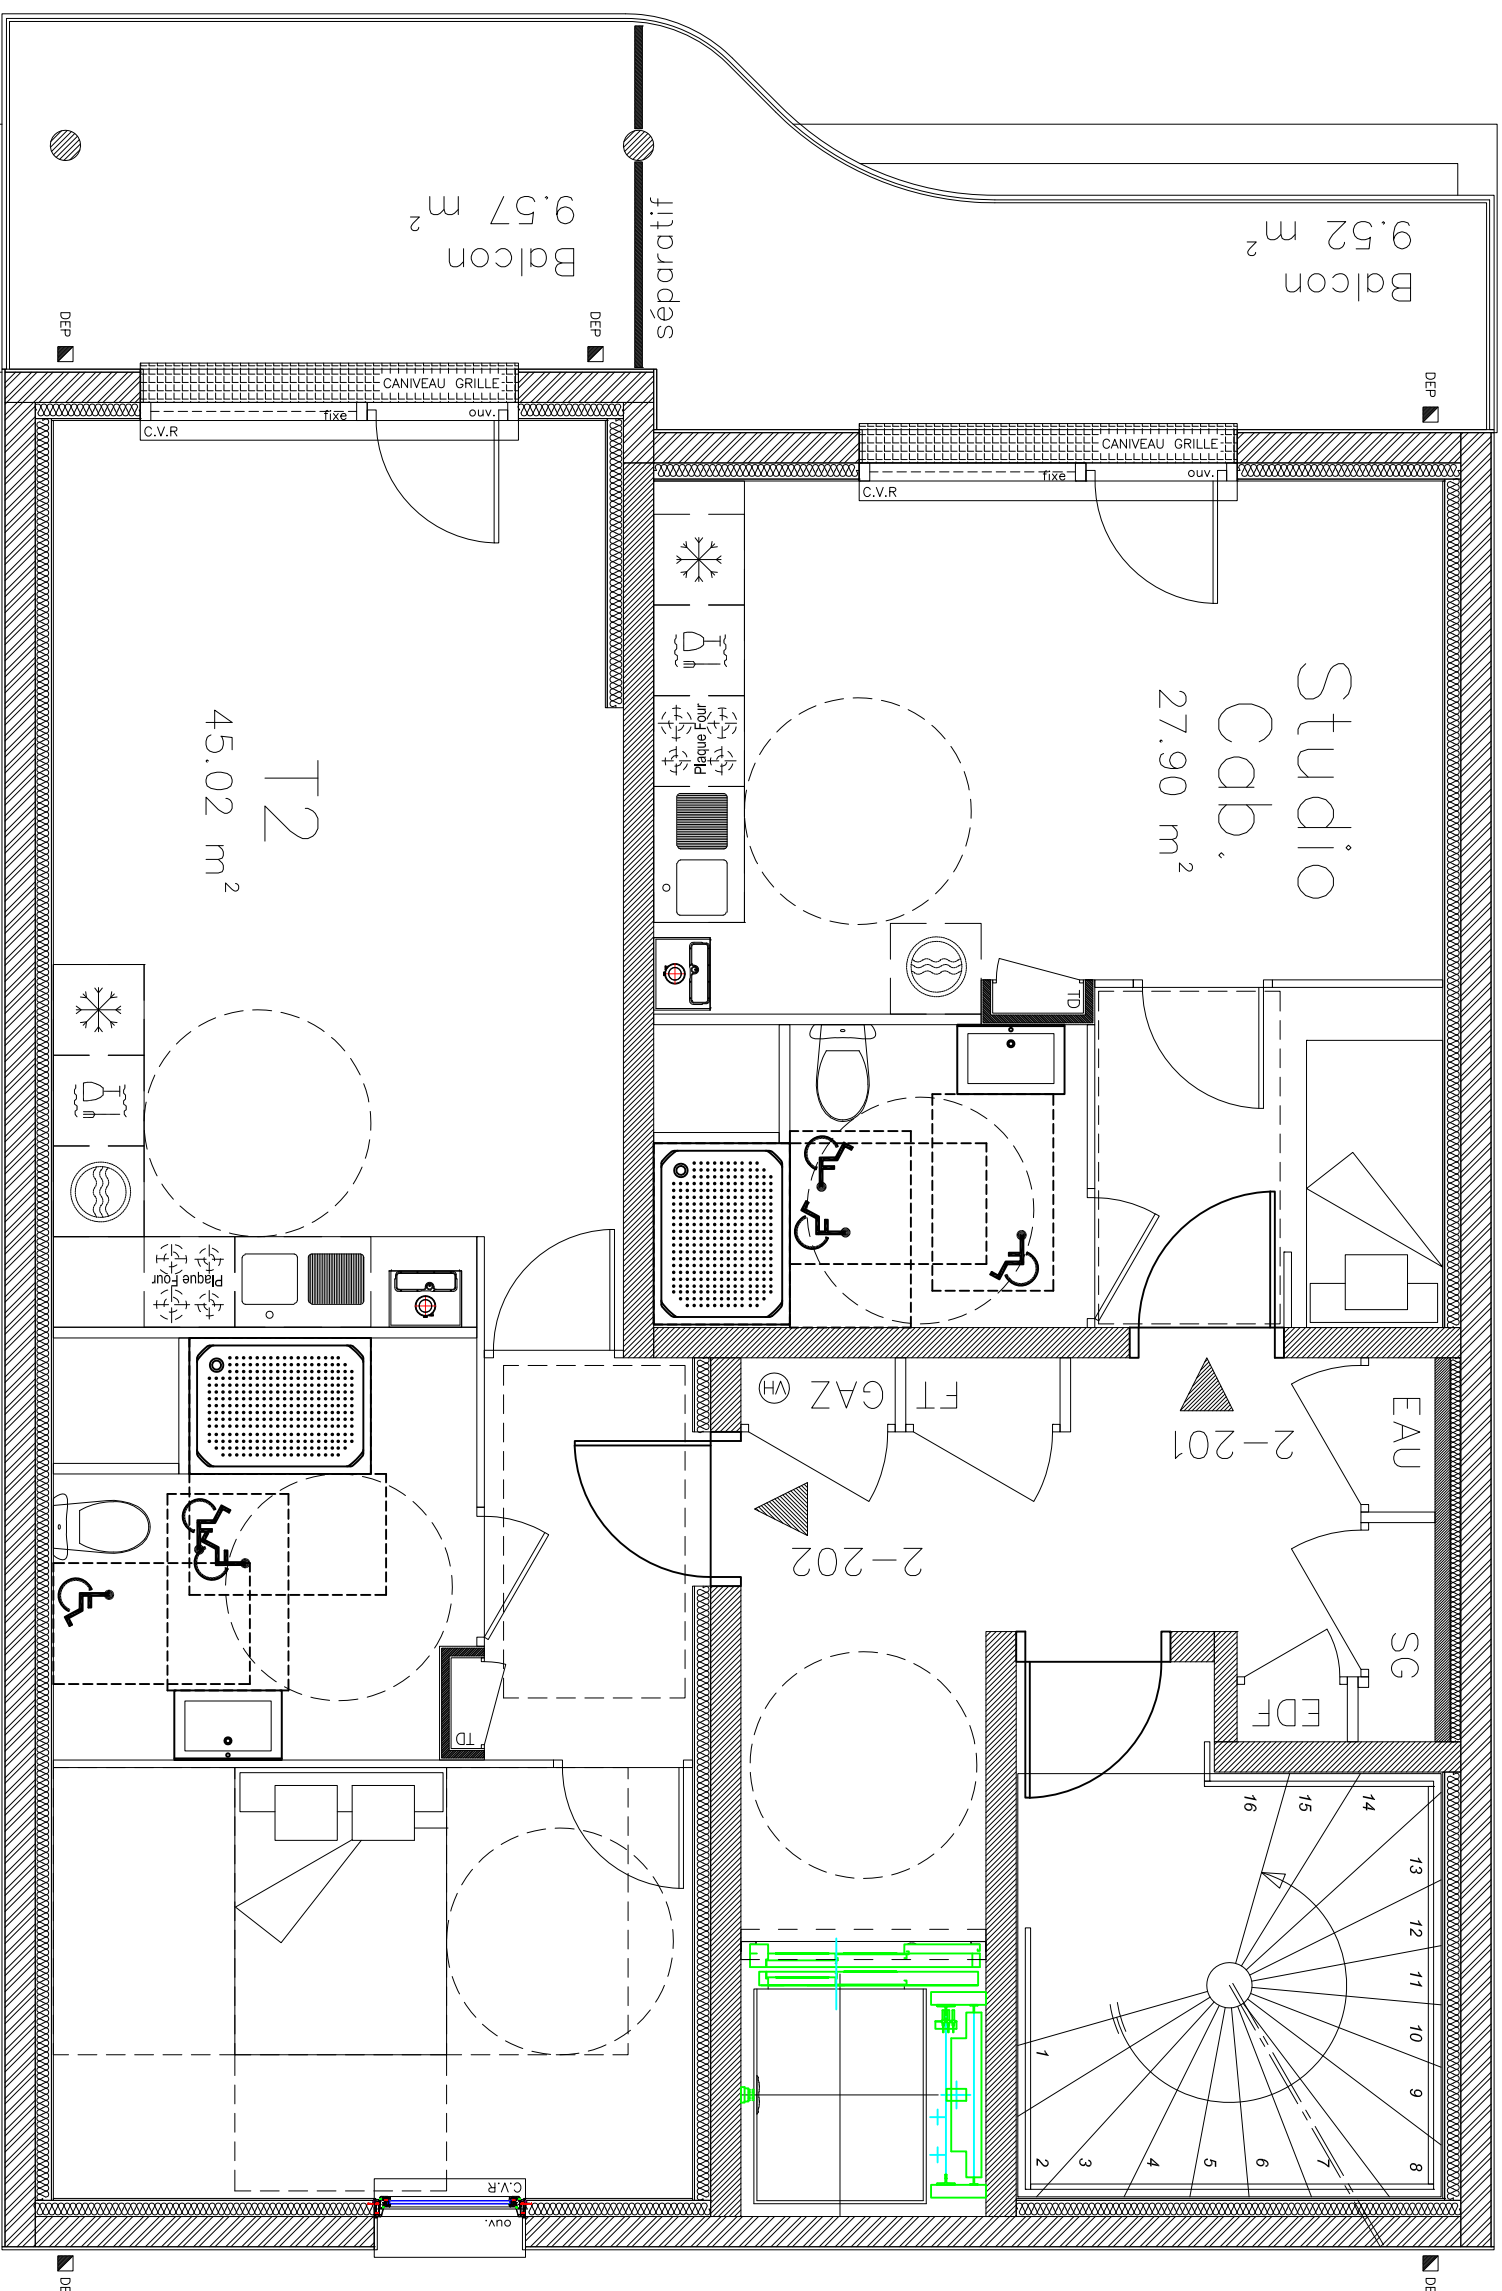 Balcon
9.57 m²
séparatif
Balcon
9.52 m²
DEP
DEP
DEP
CANIVEAU GRILLE
fixe
ouv.
C.V.R
CANIVEAU GRILLE
fixe
ouv.
C.V.R
Studio
Cab.
27.90 m²
Plaque Four
T2
45.02 m²
TD
Plaque Four
VH
GAZ
FT
2-201
EAU
2-202
SG
EDF
TD
16
15
14
13
12
11
10
9
8
7
6
5
4
3
2
1
C.V.R
ouv.
DE
DE